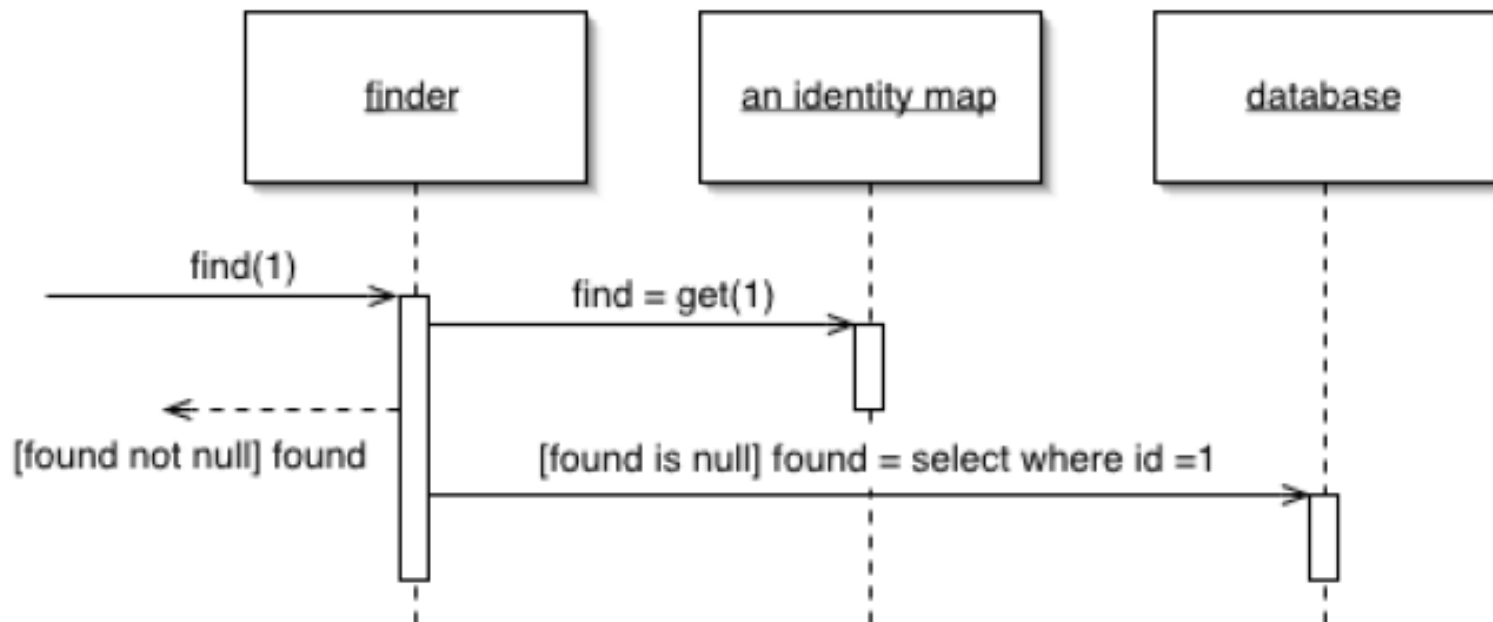 finder
an identity map
database
find(1)
find = get(1)
[found not null] found
[found is null] found = select where id =1